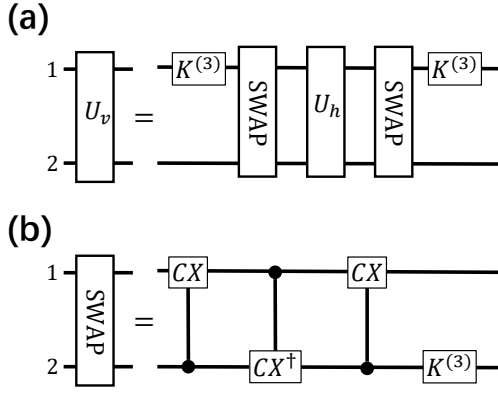 (a)
1 K⁽³⁾ K⁽³⁾
U_v = SWAP U_h SWAP
2
(b)
1 CX CX
SWAP =
2 CX† K⁽³⁾